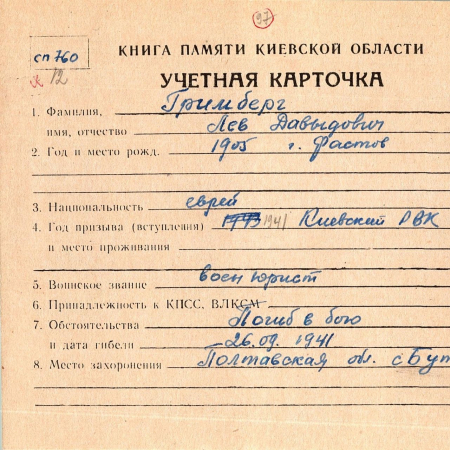 97
сп 760
КНИГА ПАМЯТИ КИЕВСКОЙ ОБЛАСТИ
12
УЧЕТНАЯ КАРТОЧКА
1. Фамилия, Гримберг
имя, отчество Лев Давыдович
2. Год и место рожд. 1905 г. Фастов
3. Национальность еврей
4. Год призыва (вступления) 1941 Киевский РВК
и место проживания
5. Воинское звание воен юрист
6. Принадлежность к КПСС, ВЛКСМ
7. Обстоятельства Погиб в бою
и дата гибели 26.09.1941
8. Место захоронения Полтавская обл. с Бут